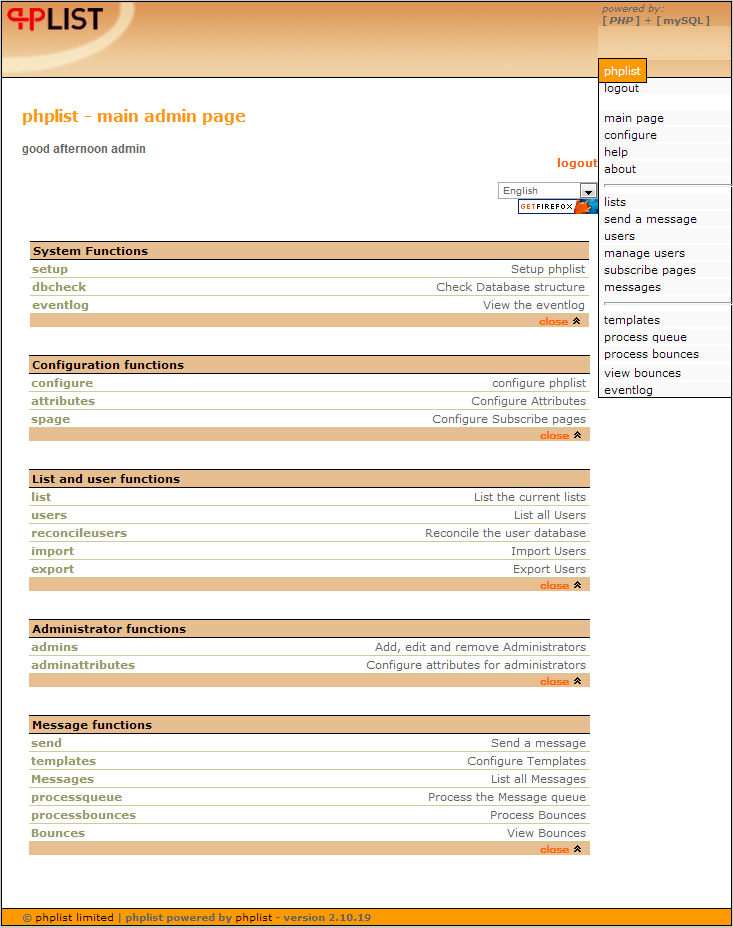 PHPLIST
powered by:
[ PHP ] + [ mySQL ]
phplist
logout
main page
configure
help
about
lists
send a message
users
manage users
subscribe pages
messages
templates
process queue
process bounces
view bounces
eventlog
phplist - main admin page
good afternoon admin
logout
English
GETFIREFOX
System Functions
setup Setup phplist
dbcheck Check Database structure
eventlog View the eventlog
close
Configuration functions
configure configure phplist
attributes Configure Attributes
spage Configure Subscribe pages
close
List and user functions
list List the current lists
users List all Users
reconcileusers Reconcile the user database
import Import Users
export Export Users
close
Administrator functions
admins Add, edit and remove Administrators
adminattributes Configure attributes for administrators
close
Message functions
send Send a message
templates Configure Templates
Messages List all Messages
processqueue Process the Message queue
processbounces Process Bounces
Bounces View Bounces
close
© phplist limited | phplist powered by phplist - version 2.10.19